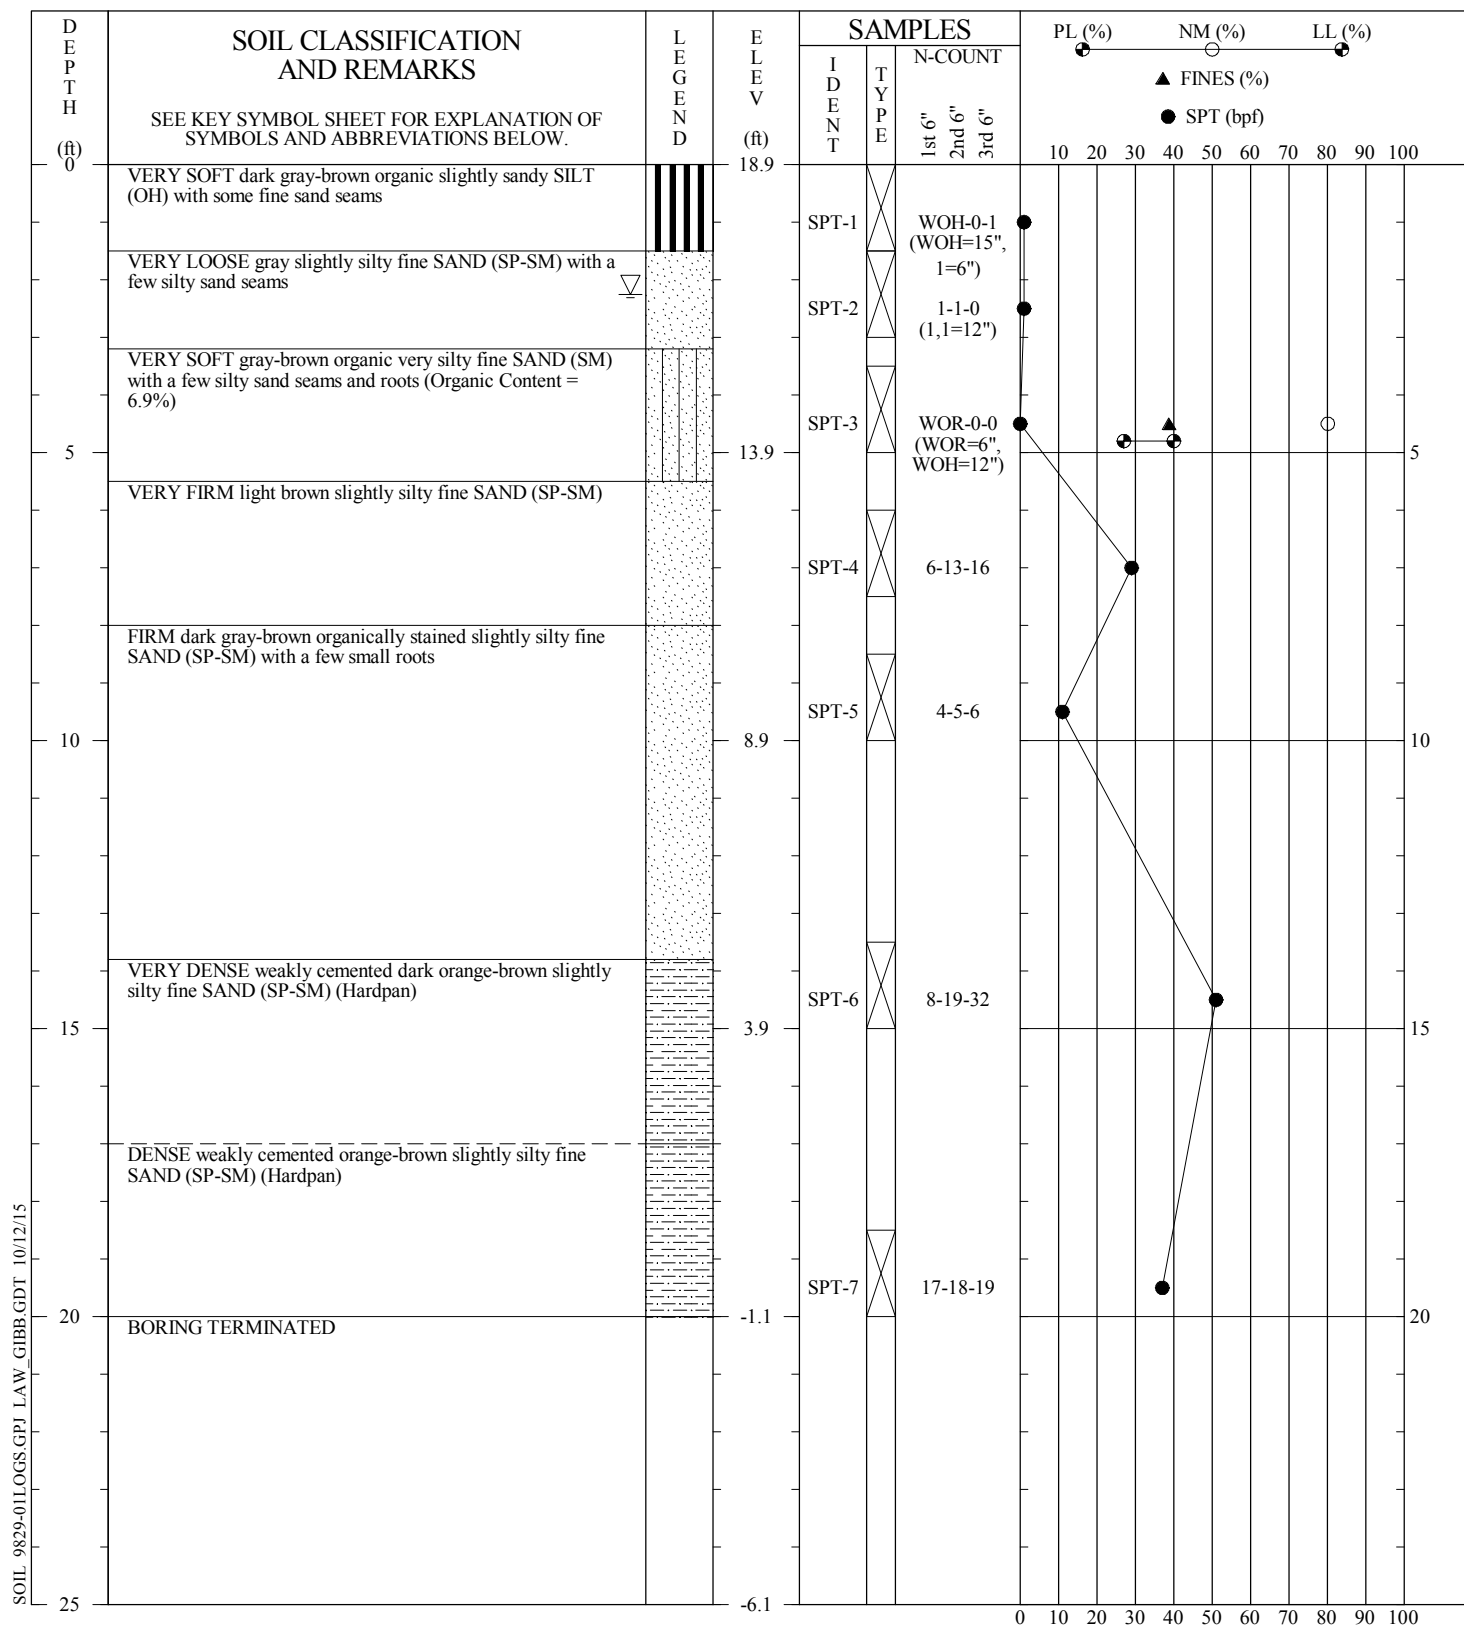 DEPTH
(ft)
SOIL CLASSIFICATION
AND REMARKS
SEE KEY SYMBOL SHEET FOR EXPLANATION OF
SYMBOLS AND ABBREVIATIONS BELOW.
LEGEND
ELEV
(ft)
SAMPLES
IDENT
TYPE
N-COUNT
1st 6"
2nd 6"
3rd 6"
PL (%) NM (%) LL (%)
FINES (%)
SPT (bpf)
10 20 30 40 50 60 70 80 90 100
0
18.9
VERY SOFT dark gray-brown organic slightly sandy SILT
(OH) with some fine sand seams
SPT-1
WOH-0-1
(WOH=15",
1=6")
VERY LOOSE gray slightly silty fine SAND (SP-SM) with a
few silty sand seams
SPT-2
1-1-0
(1,1=12")
VERY SOFT gray-brown organic very silty fine SAND (SM)
with a few silty sand seams and roots (Organic Content =
6.9%)
SPT-3
WOR-0-0
(WOR=6",
WOH=12")
5
13.9
5
VERY FIRM light brown slightly silty fine SAND (SP-SM)
SPT-4
6-13-16
FIRM dark gray-brown organically stained slightly silty fine
SAND (SP-SM) with a few small roots
SPT-5
4-5-6
10
8.9
10
VERY DENSE weakly cemented dark orange-brown slightly
silty fine SAND (SP-SM) (Hardpan)
SPT-6
8-19-32
15
3.9
15
DENSE weakly cemented orange-brown slightly silty fine
SAND (SP-SM) (Hardpan)
SPT-7
17-18-19
20
-1.1
20
BORING TERMINATED
25
-6.1
0 10 20 30 40 50 60 70 80 90 100
SOIL 9829-01LOGS.GPJ LAW_GIBB.GDT 10/12/15